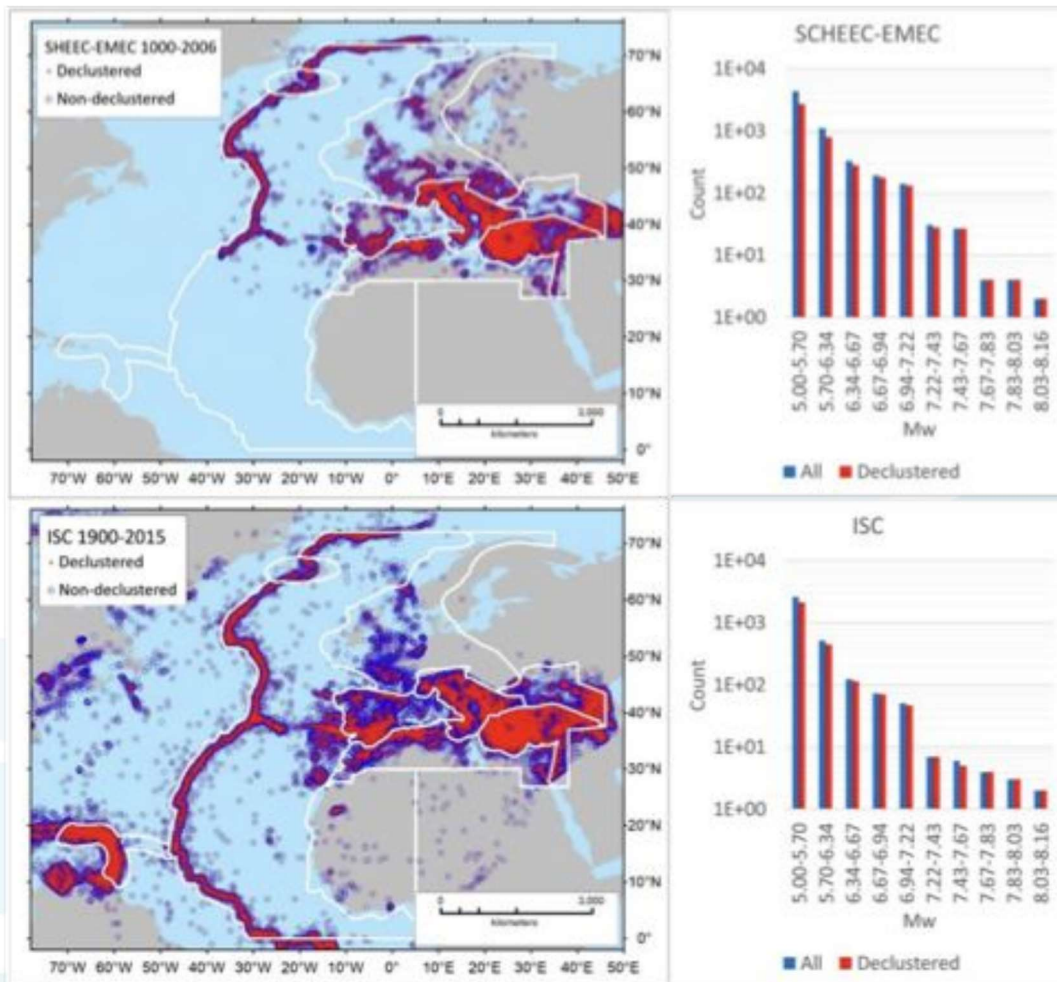 SHEEC-EMEC 1000-2006
Declustered
Non-declustered
70°N
60°N
50°N
40°N
30°N
20°N
10°N
0°
0 1,000
kilometers
70°W 60°W 50°W 40°W 30°W 20°W 10°W 0° 10°E 20°E 30°E 40°E 50°E
SCHEEC-EMEC
1E+04
1E+03
1E+02
1E+01
1E+00
Count
5.00-5.70
5.70-6.34
6.34-6.67
6.67-6.94
6.94-7.22
7.22-7.43
7.43-7.67
7.67-7.83
7.83-8.03
8.03-8.16
Mw
All Declustered
ISC 1900-2015
Declustered
Non-declustered
70°N
60°N
50°N
40°N
30°N
20°N
10°N
0°
0 1,000
kilometers
70°W 60°W 50°W 40°W 30°W 20°W 10°W 0° 10°E 20°E 30°E 40°E 50°E
ISC
1E+04
1E+03
1E+02
1E+01
1E+00
Count
5.00-5.70
5.70-6.34
6.34-6.67
6.67-6.94
6.94-7.22
7.22-7.43
7.43-7.67
7.67-7.83
7.83-8.03
8.03-8.16
Mw
All Declustered